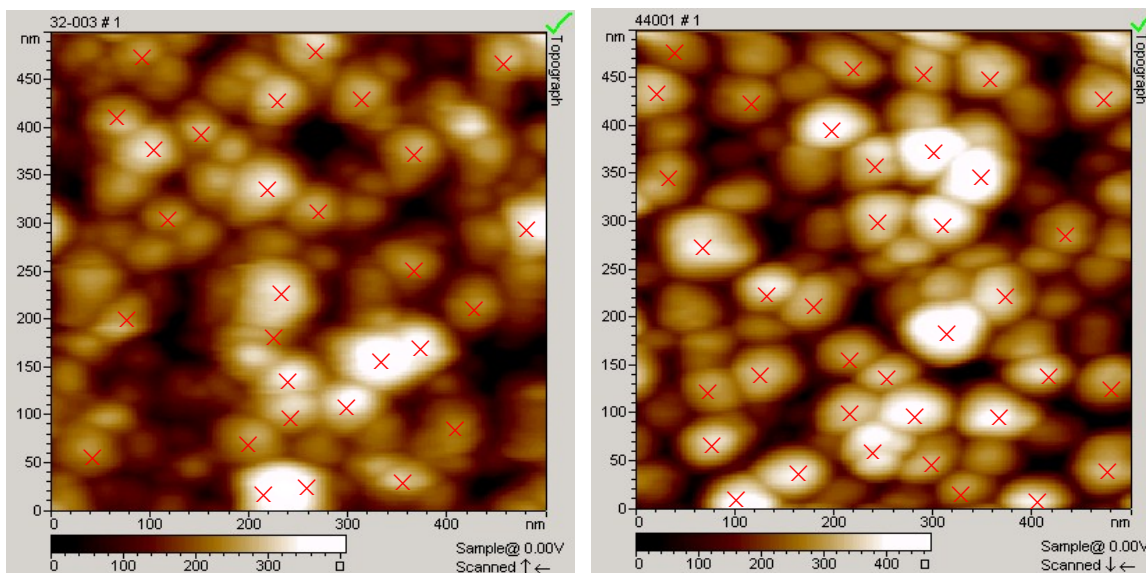 32-003 # 1
nm
450
400
350
300
250
200
150
100
50
0
0 100 200 300 400 nm
Topograph
0 100 200 300
Sample@ 0.00V
Scanned ↑ ←
44001 # 1
nm
450
400
350
300
250
200
150
100
50
0
0 100 200 300 400 nm
Topograph
0 100 200 300 400
Sample@ 0.00V
Scanned ↓ ←